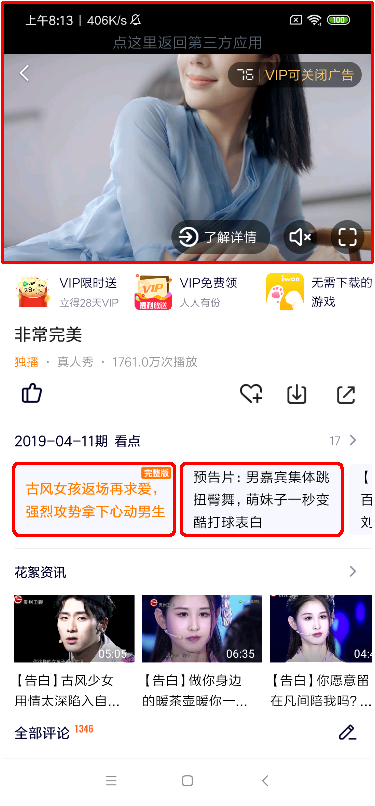 上午8:13 | 406K/s
100
点这里返回第三方应用
75 VIP可关闭广告
了解详情
VIP限时送
立得28天VIP
VIP免费领
人人有份
无需下载的
游戏
非常完美
独播 · 真人秀 · 1761.0万次播放
2019-04-11期 看点
17
完整版
古风女孩返场再求爱，
强烈攻势拿下心动男生
预告片：男嘉宾集体跳
扭臀舞，萌妹子一秒变
酷打球表白
【
百
刘
花絮资讯
05:05
06:35
04:4
【告白】古风少女
用情太深陷入自...
【告白】做你身边
的暖茶壶暖你一...
【告白】你愿意留
在凡间陪我吗？...
全部评论 1346